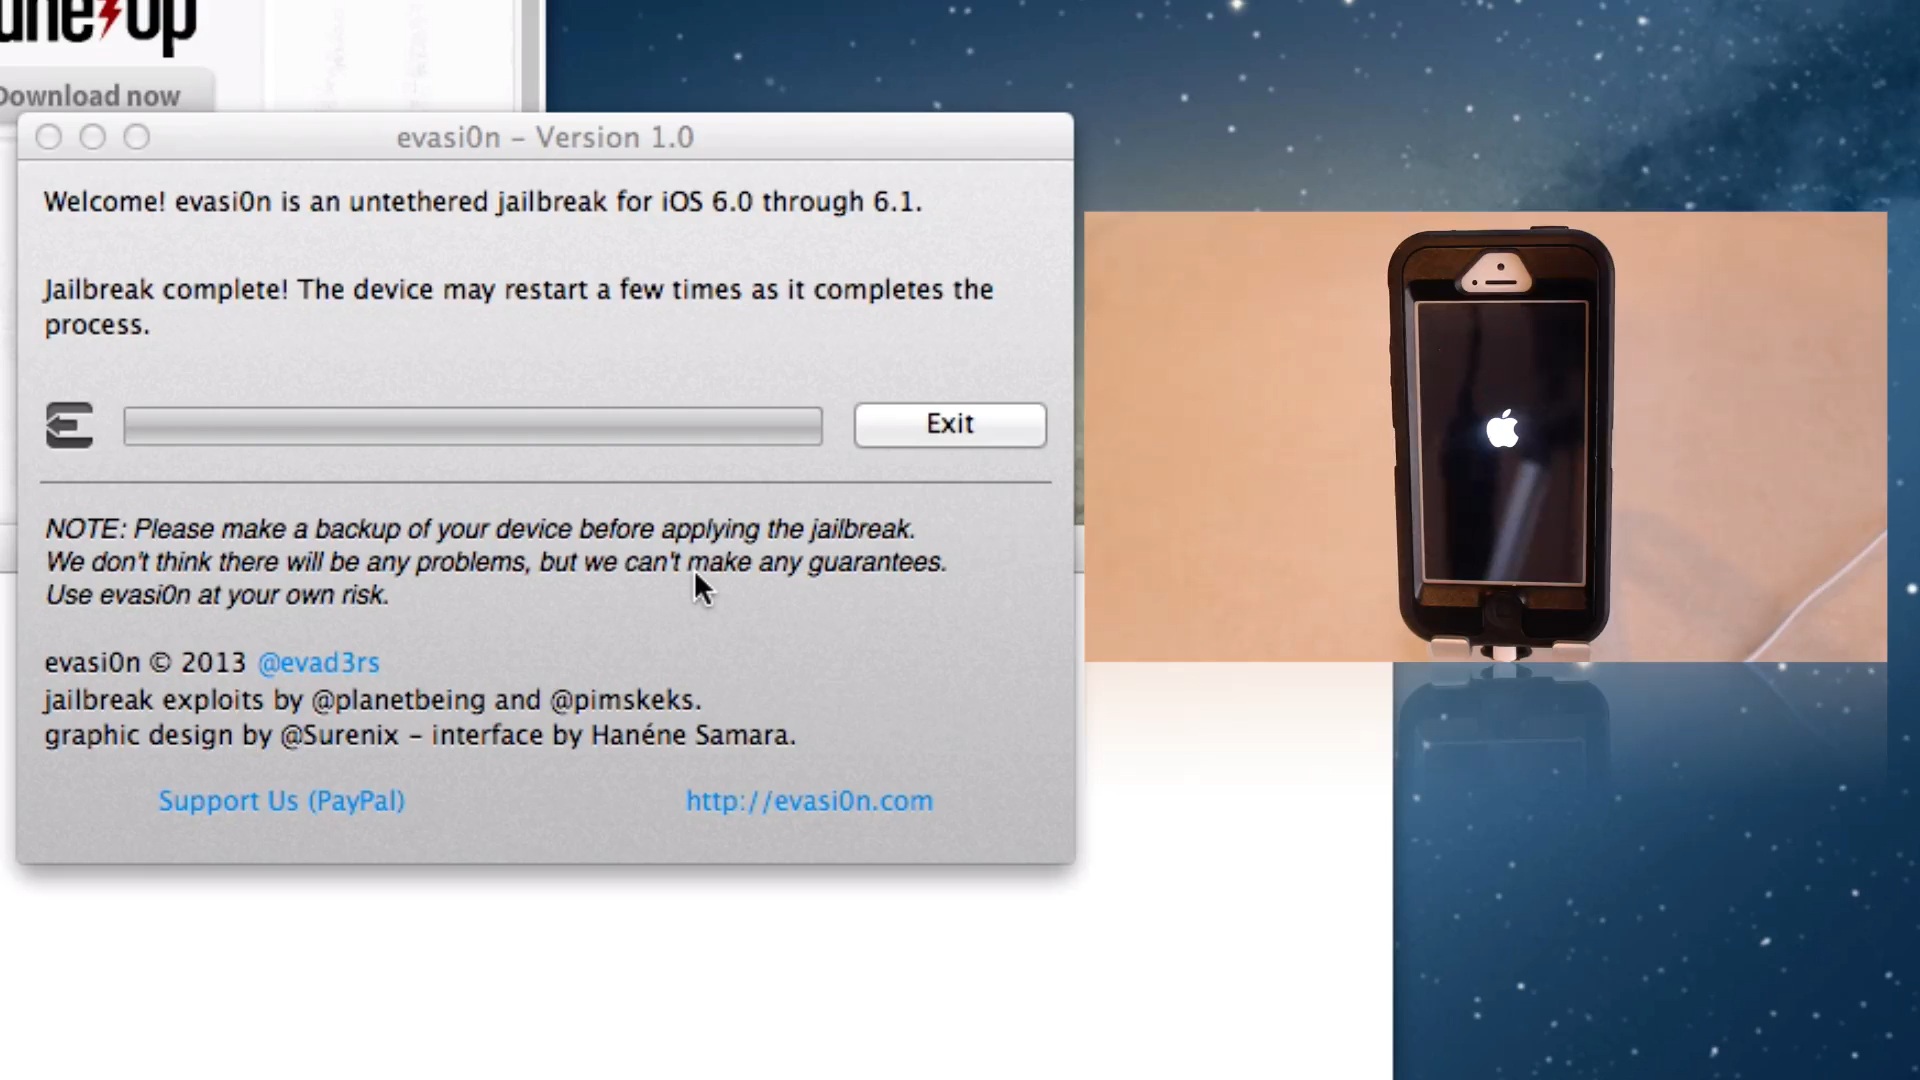 Download now
evasi0n – Version 1.0
Welcome! evasi0n is an untethered jailbreak for iOS 6.0 through 6.1.
Jailbreak complete! The device may restart a few times as it completes the
process.
Exit
NOTE: Please make a backup of your device before applying the jailbreak.
We don't think there will be any problems, but we can't make any guarantees.
Use evasi0n at your own risk.
evasi0n © 2013 @evad3rs
jailbreak exploits by @planetbeing and @pimskeks.
graphic design by @Surenix – interface by Hanéne Samara.
Support Us (PayPal)
http://evasi0n.com